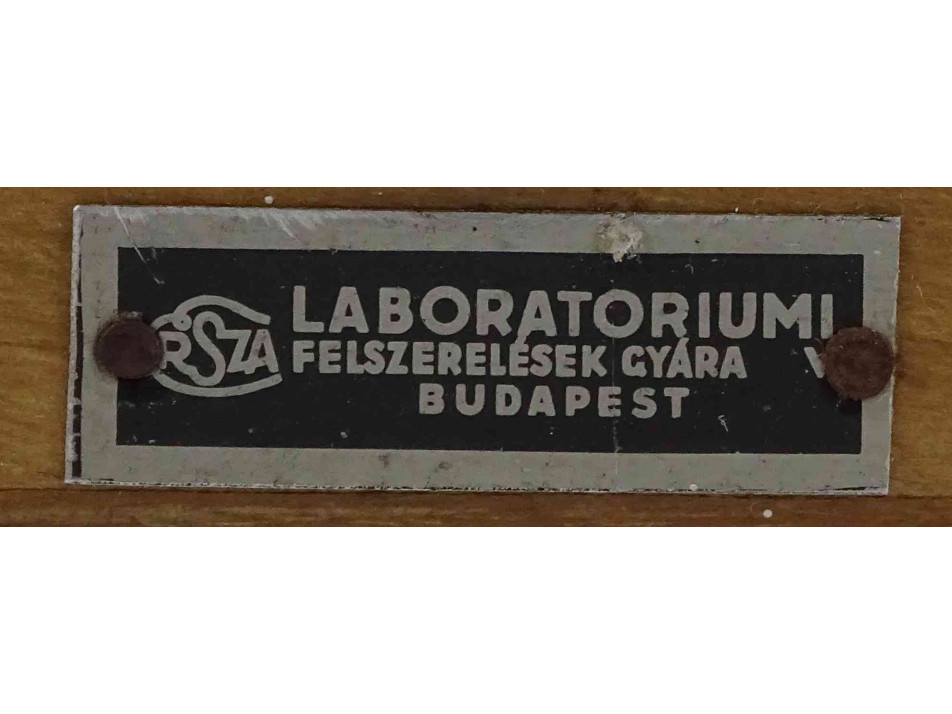 LABORATORIUMI
FELSZERELÉSEK GYÁRA
BUDAPEST